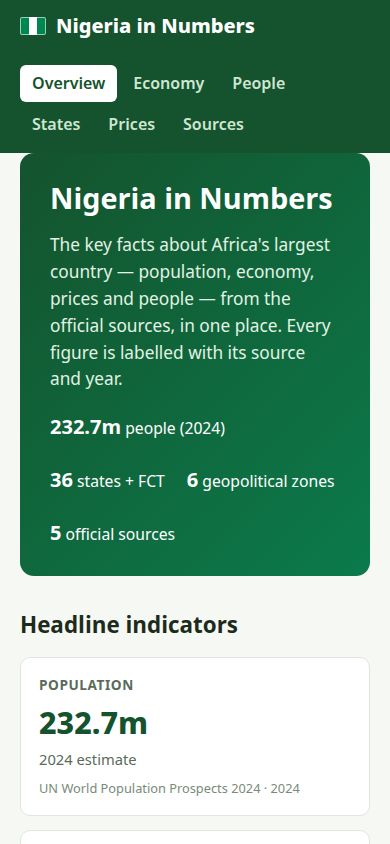 Nigeria in Numbers
Overview Economy People
States Prices Sources
Nigeria in Numbers
The key facts about Africa's largest
country — population, economy,
prices and people — from the
official sources, in one place. Every
figure is labelled with its source
and year.
232.7m people (2024)
36 states + FCT 6 geopolitical zones
5 official sources
Headline indicators
POPULATION
232.7m
2024 estimate
UN World Population Prospects 2024 · 2024